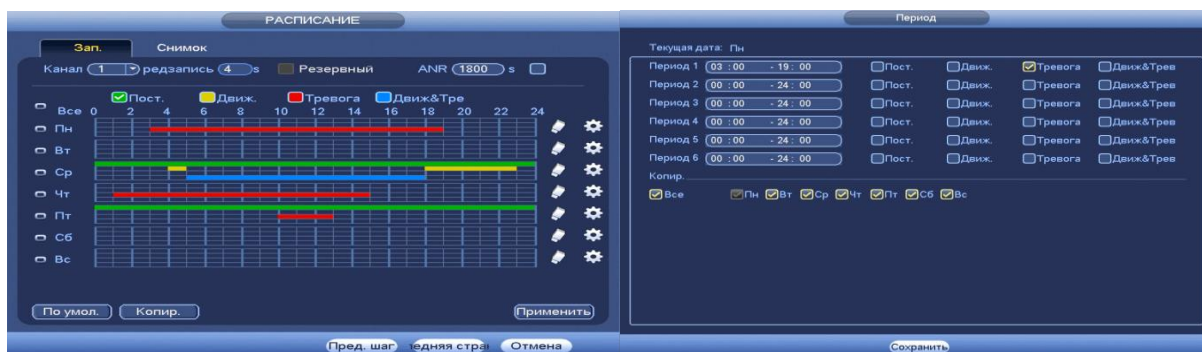 РАСПИСАНИЕ
Зап. Снимок
Канал 1 редзапись 4 s Резервный ANR 1800 s
Пост. Движ. Тревога Движ&Тре
Все 0 2 4 6 8 10 12 14 16 18 20 22 24
Пн
Вт
Ср
Чт
Пт
Сб
Вс
По умол. Копир. Применить
Пред. шаг едняя стра Отмена
Период
Текущая дата: Пн
Период 1 03 :00 - 19: 00 Пост. Движ. Тревога Движ&Трев
Период 2 00 :00 - 24: 00 Пост. Движ. Тревога Движ&Трев
Период 3 00 :00 - 24: 00 Пост. Движ. Тревога Движ&Трев
Период 4 00 :00 - 24: 00 Пост. Движ. Тревога Движ&Трев
Период 5 00 :00 - 24: 00 Пост. Движ. Тревога Движ&Трев
Период 6 00 :00 - 24: 00 Пост. Движ. Тревога Движ&Трев
Копир.
Все Пн Вт Ср Чт Пт Сб Вс
Сохранить